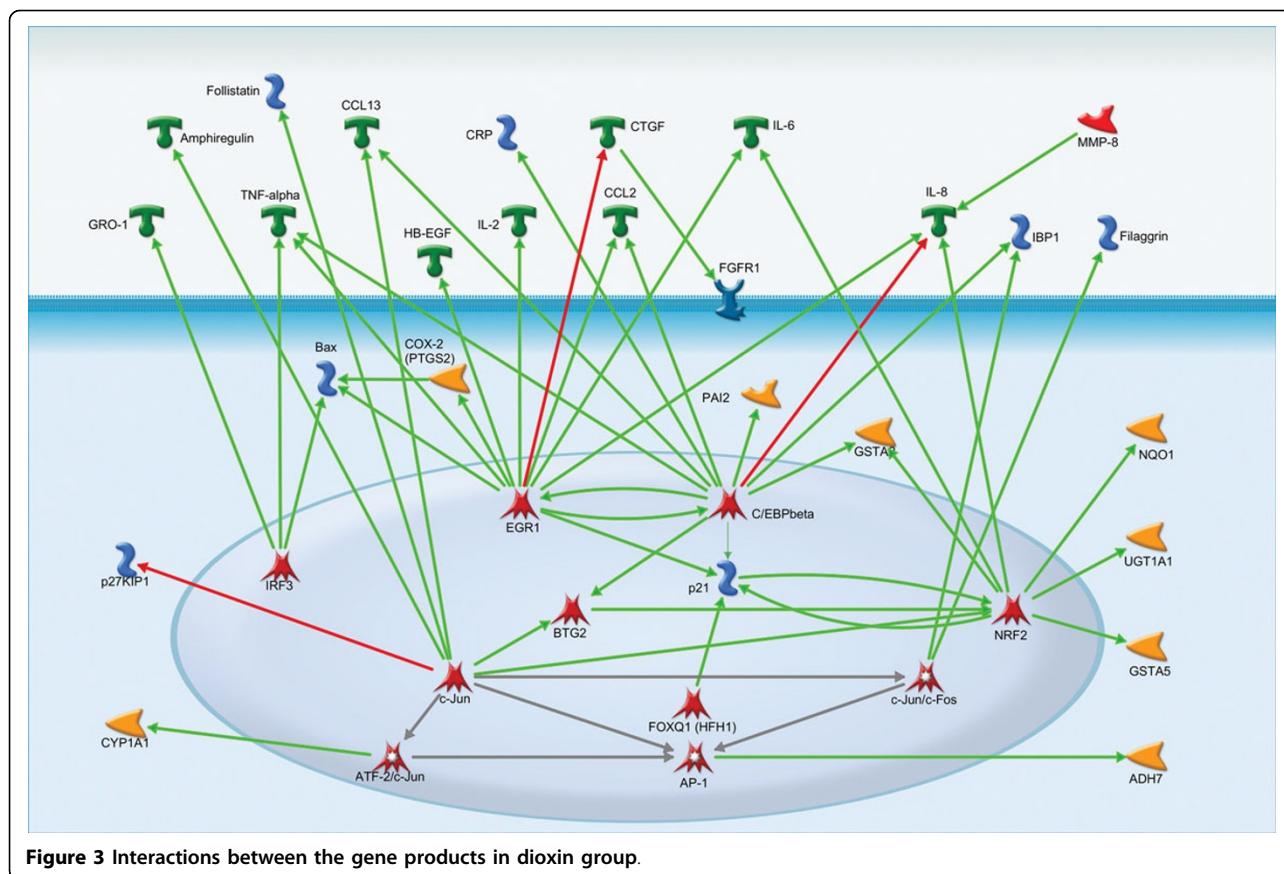 Follistatin
CCL13
Amphiregulin
CRP
CTGF
IL-6
MMP-8
GRO-1
TNF-alpha
HB-EGF
IL-2
CCL2
IL-8
IBP1
Filaggrin
FGFR1
Bax
COX-2
(PTGS2)
PAI2
GSTA2
NQO1
EGR1
C/EBPbeta
UGT1A1
p27KIP1
IRF3
p21
BTG2
NRF2
GSTA5
c-Jun
c-Jun/c-Fos
FOXQ1 (HFH1)
CYP1A1
ATF-2/c-Jun
AP-1
ADH7
Figure 3 Interactions between the gene products in dioxin group.